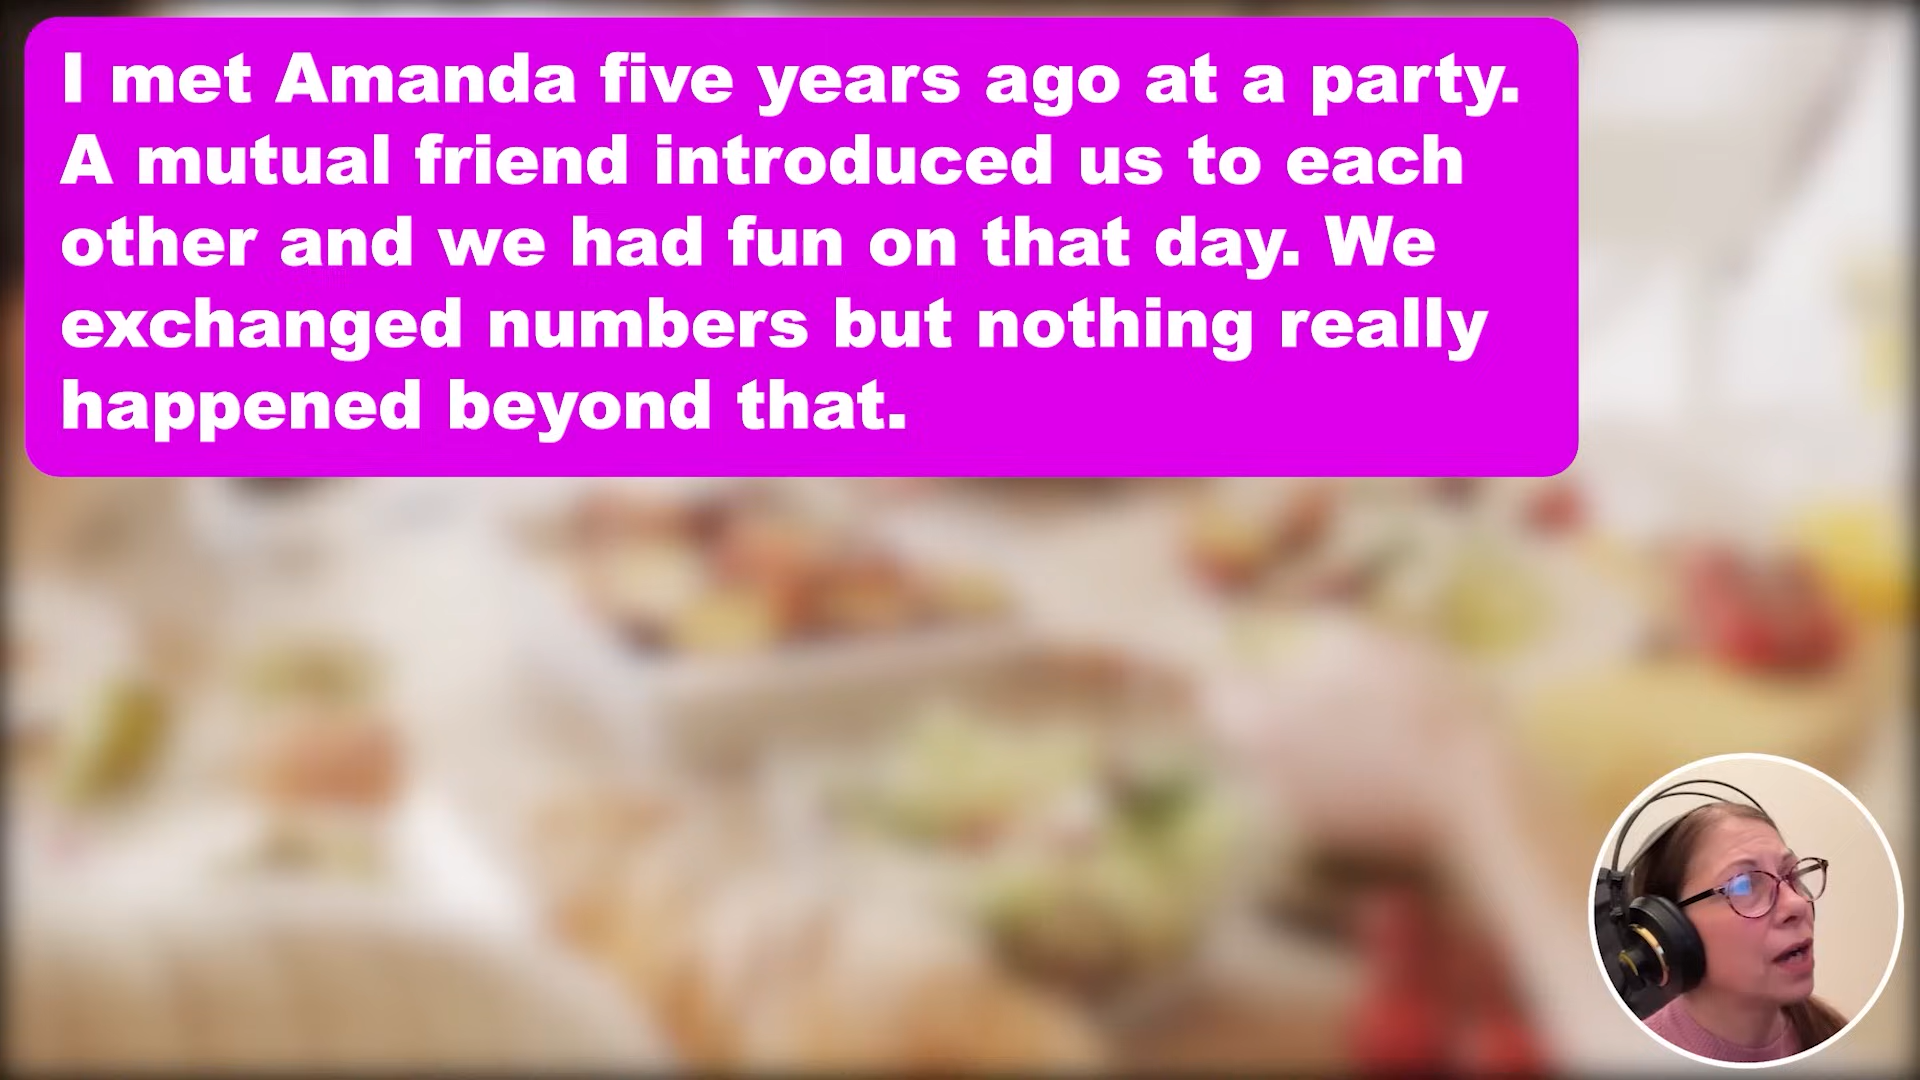 I met Amanda five years ago at a party.
A mutual friend introduced us to each
other and we had fun on that day. We
exchanged numbers but nothing really
happened beyond that.